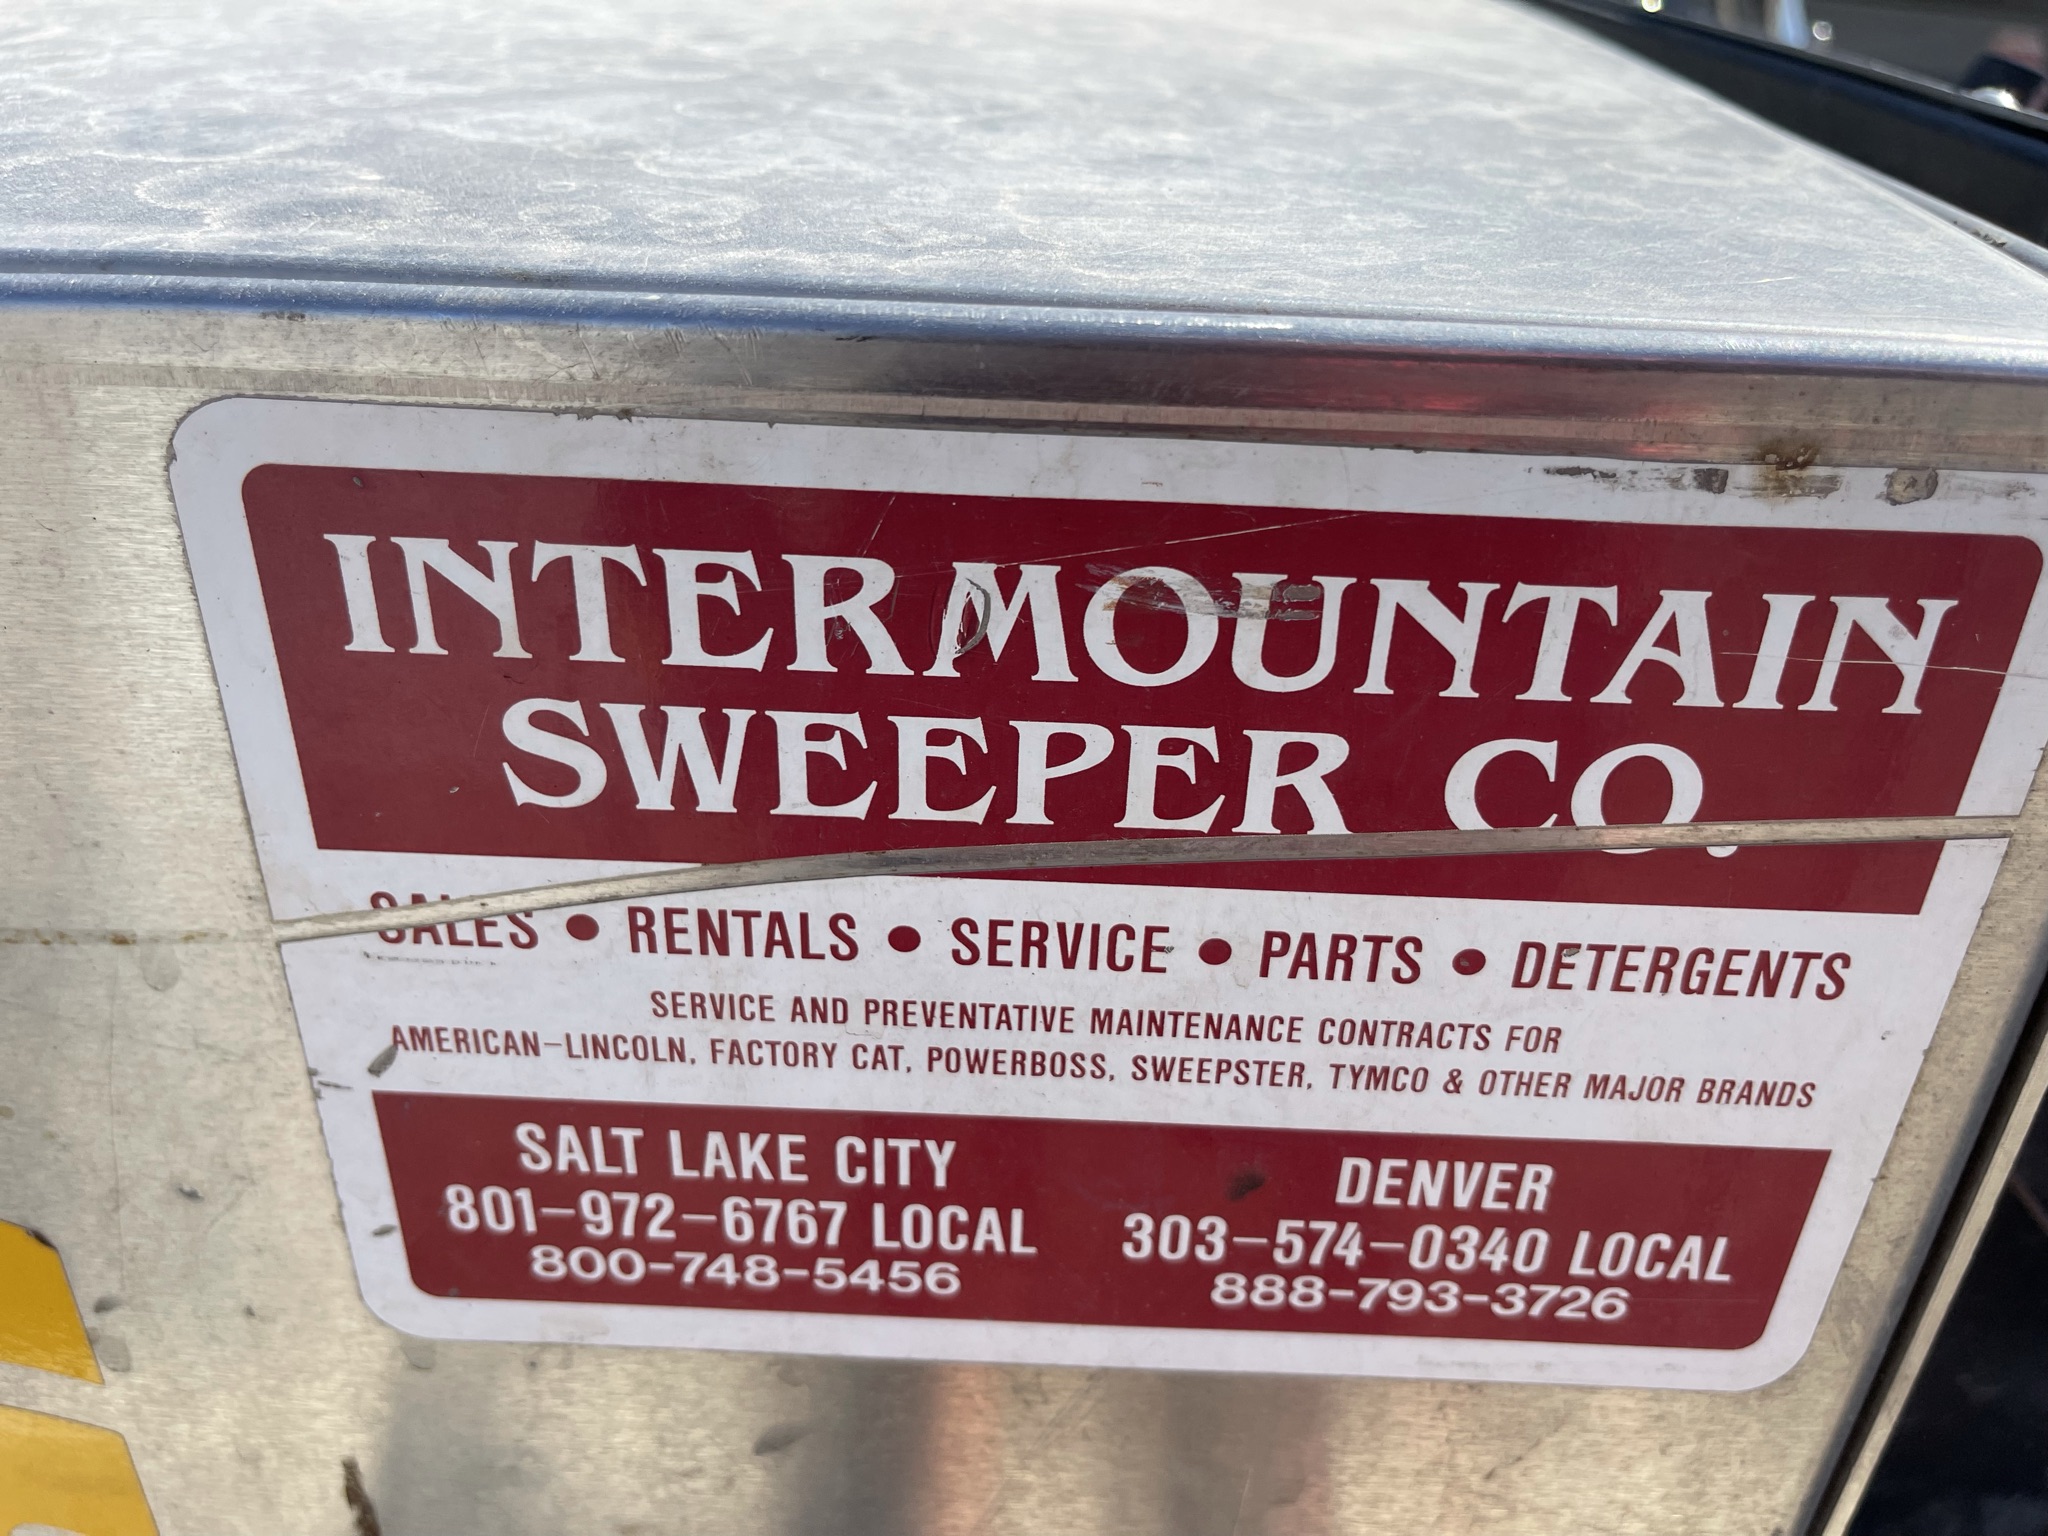 INTERMOUNTAIN
SWEEPER CO.
SALES • RENTALS • SERVICE • PARTS • DETERGENTS
SERVICE AND PREVENTATIVE MAINTENANCE CONTRACTS FOR
AMERICAN-LINCOLN, FACTORY CAT, POWERBOSS, SWEEPSTER, TYMCO & OTHER MAJOR BRANDS
SALT LAKE CITY
801-972-6767 LOCAL
800-748-5456
DENVER
303-574-0340 LOCAL
888-793-3726